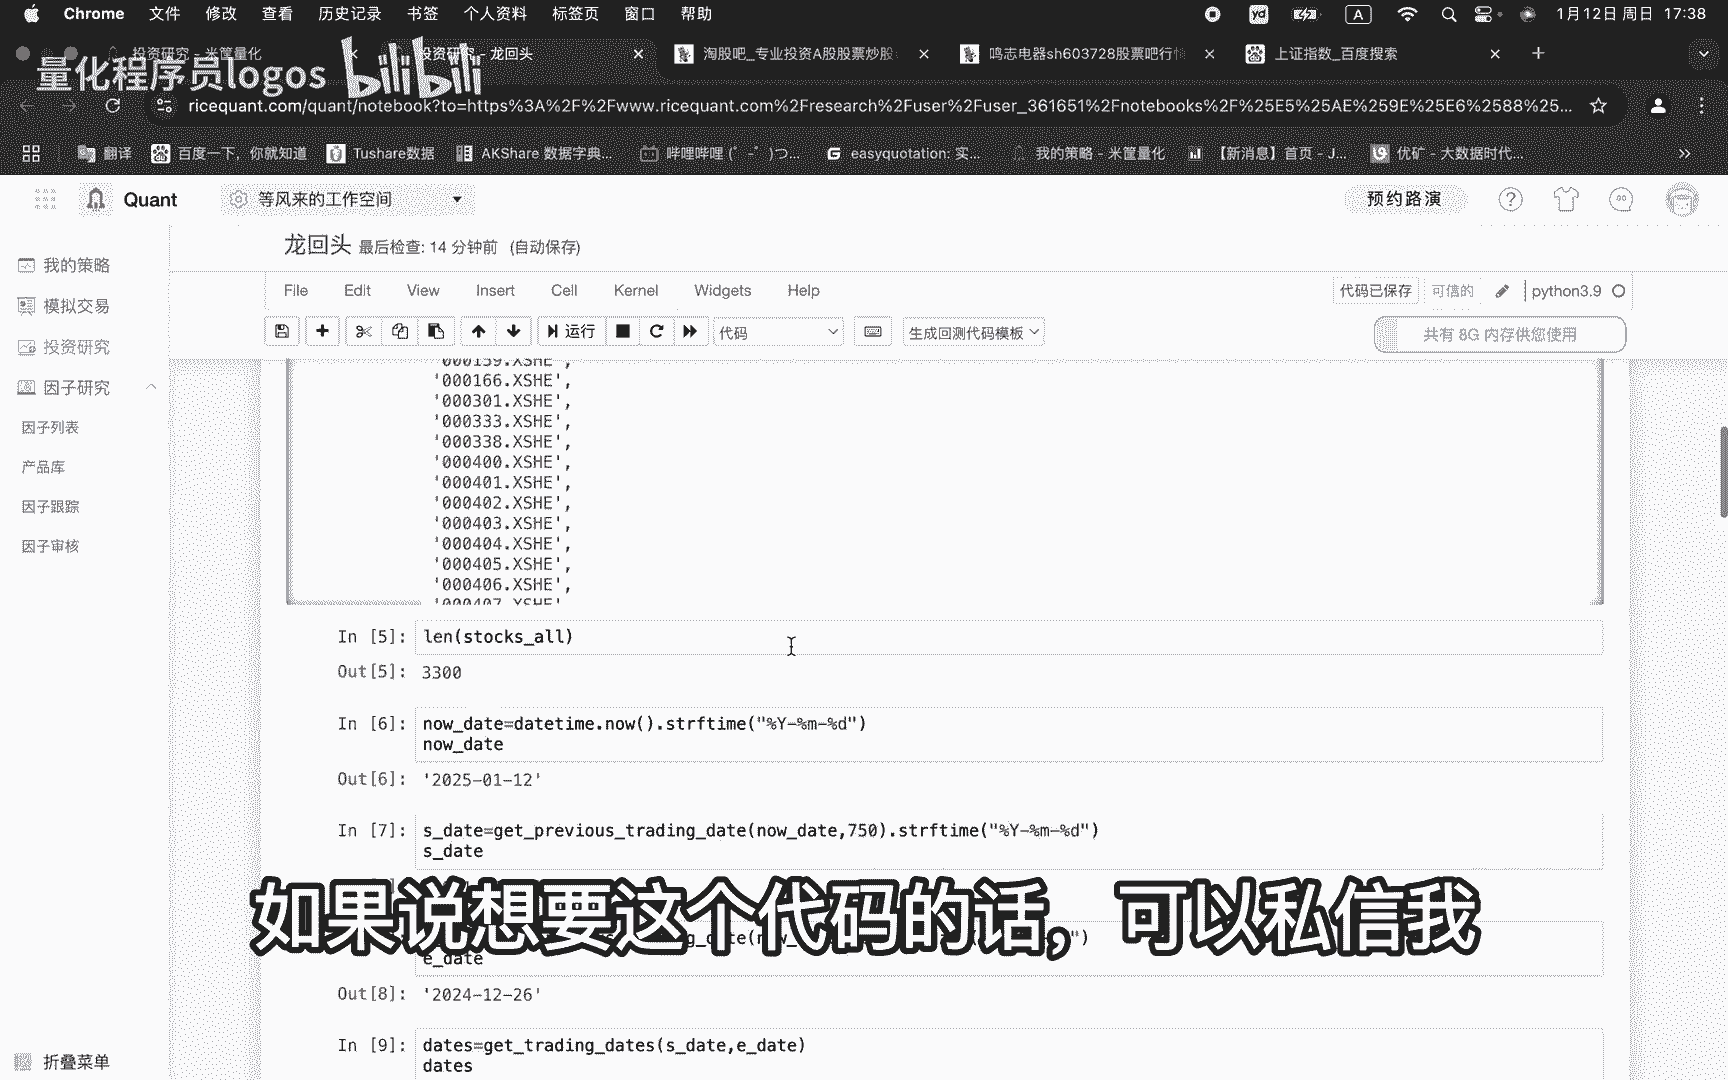 Chrome 文件 修改 查看 历史记录 书签 个人资料 标签页 窗口 帮助 yd A 1月12日 周日 17:38
投资研究 - 米筐量化 投资研究 - 龙回头 淘股吧_专业投资A股股票炒股 鸣志电器sh603728股票吧行情 上证指数_百度搜索
量化程序员logos bilibili
ricequant.com/quant/notebook?to=https%3A%2F%2Fwww.ricequant.com%2Fresearch%2Fuser%2Fuser_361651%2Fnotebooks%2F%25E5%25AE%259E%25E6%2588%25...
翻译 百度一下，你就知道 Tushare数据 AKShare 数据字典... 哔哩哔哩 (゜-゜)つ... easyquotation: 实... 我的策略 - 米筐量化 【新消息】首页 - J... 优矿 - 大数据时代...
Quant 等风来的工作空间 预约路演
龙回头 最后检查: 14 分钟前 (自动保存)
我的策略
模拟交易
投资研究
因子研究
因子列表
产品库
因子跟踪
因子审核
折叠菜单
File Edit View Insert Cell Kernel Widgets Help 代码已保存 可信的 python3.9
运行 代码 生成回测代码模板 共有 8G 内存供您使用
'000159.XSHE',
'000166.XSHE',
'000301.XSHE',
'000333.XSHE',
'000338.XSHE',
'000400.XSHE',
'000401.XSHE',
'000402.XSHE',
'000403.XSHE',
'000404.XSHE',
'000405.XSHE',
'000406.XSHE',
'000407.XSHE'
In [5]: len(stocks_all)
Out[5]: 3300
In [6]: now_date=datetime.now().strftime("%Y-%m-%d")
now_date
Out[6]: '2025-01-12'
In [7]: s_date=get_previous_trading_date(now_date,750).strftime("%Y-%m-%d")
s_date
如果说想要这个代码的话，可以私信我
e_date
Out[8]: '2024-12-26'
In [9]: dates=get_trading_dates(s_date,e_date)
dates